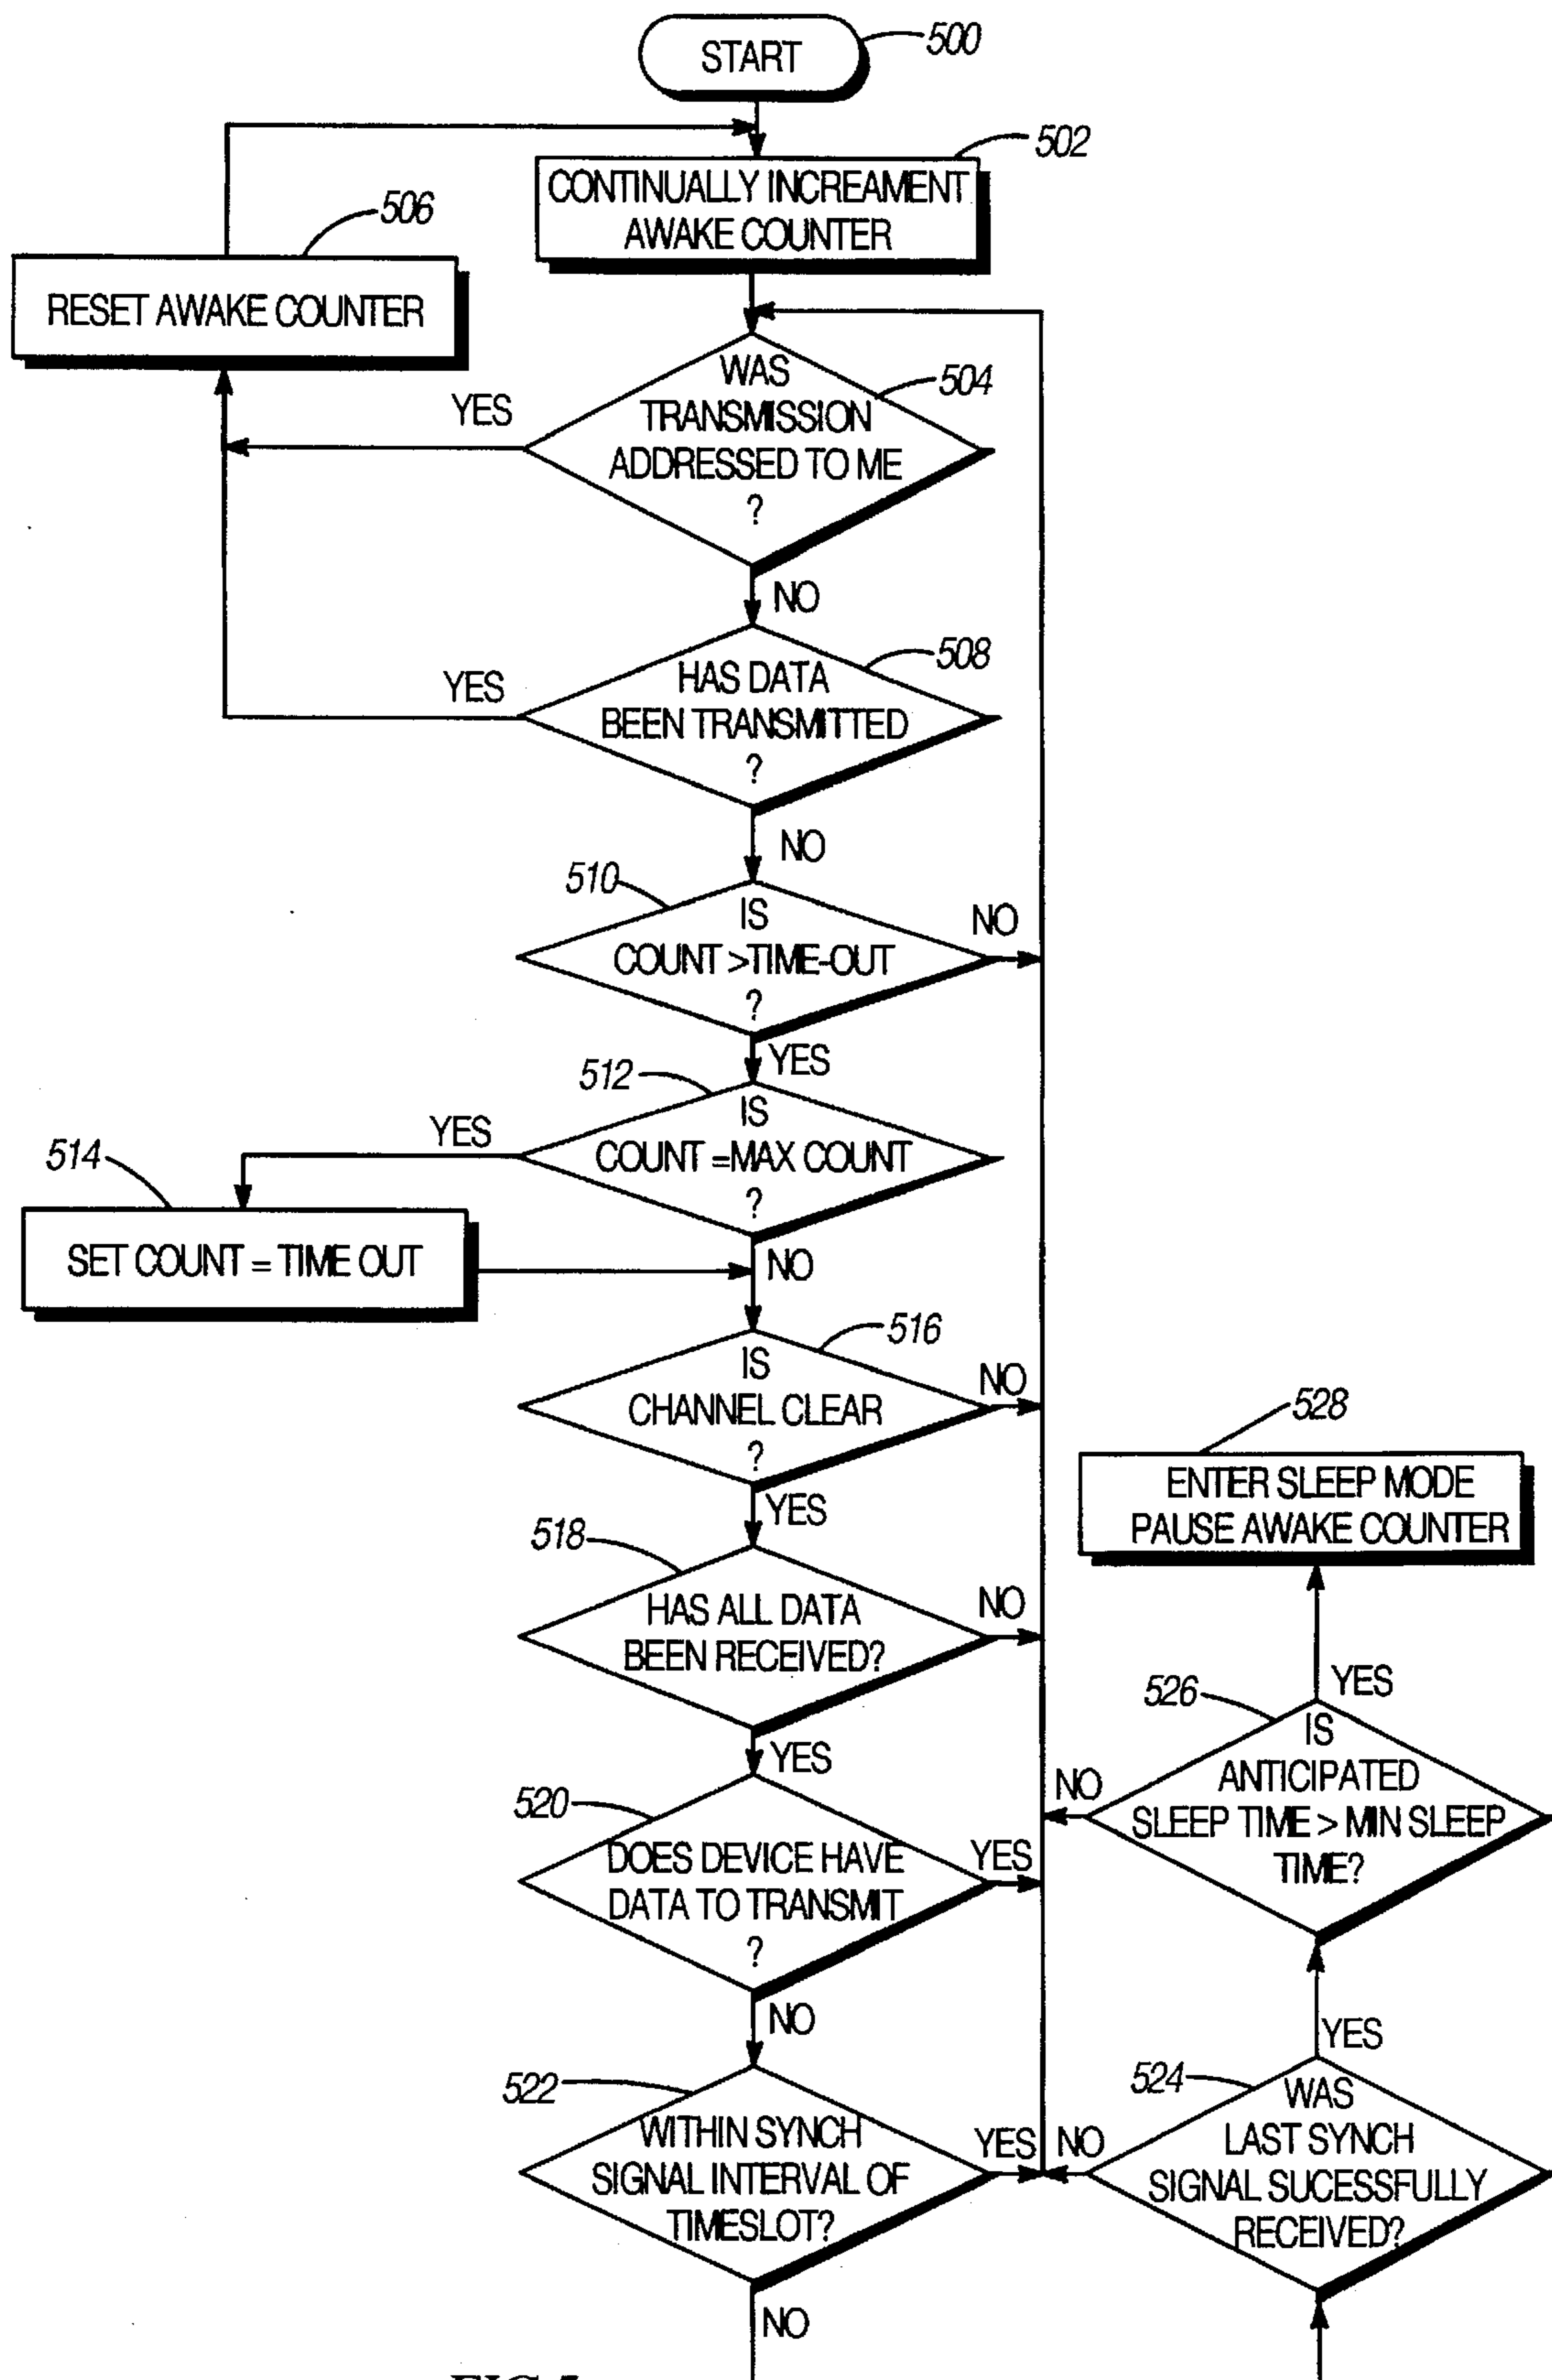 START
500
502
CONTINUALLY INCREAMENT
AWAKE COUNTER
506
RESET AWAKE COUNTER
504
WAS
TRANSMISSION
ADDRESSED TO ME
?
YES
NO
508
HAS DATA
BEEN TRANSMITTED
?
YES
NO
510
IS
COUNT >TIME-OUT
?
NO
YES
512
IS
COUNT =MAX COUNT
?
YES
514
SET COUNT = TIME OUT
NO
516
IS
CHANNEL CLEAR
?
NO
YES
518
HAS ALL DATA
BEEN RECEIVED?
NO
YES
520
DOES DEVICE HAVE
DATA TO TRANSMIT
?
YES
NO
522
WITHIN SYNCH
SIGNAL INTERVAL OF
TIMESLOT?
YES
NO
528
ENTER SLEEP MODE
PAUSE AWAKE COUNTER
YES
526
IS
ANTICIPATED
SLEEP TIME > MIN SLEEP
TIME?
NO
YES
524
WAS
LAST SYNCH
SIGNAL SUCESSFULLY
RECEIVED?
NO